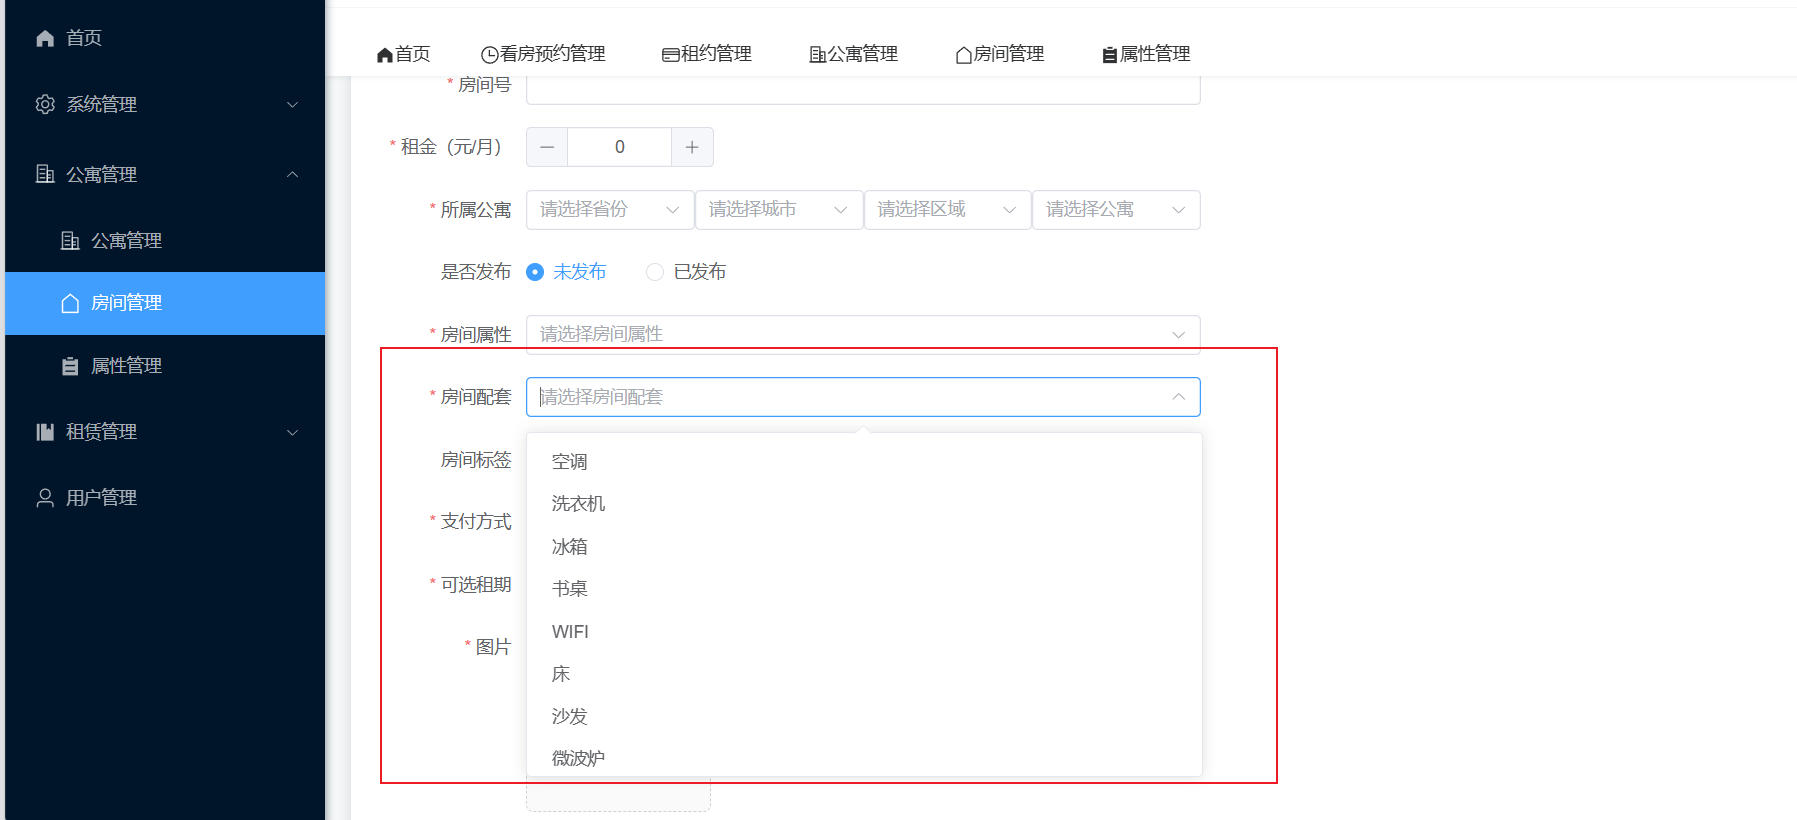 首页
系统管理
公寓管理
公寓管理
房间管理
属性管理
租赁管理
用户管理
首页 看房预约管理 租约管理 公寓管理 房间管理 属性管理
* 房间号
* 租金（元/月） 0
* 所属公寓 请选择省份 请选择城市 请选择区域 请选择公寓
是否发布 未发布 已发布
* 房间属性 请选择房间属性
* 房间配套 请选择房间配套
空调
洗衣机
冰箱
书桌
WIFI
床
沙发
微波炉
房间标签
* 支付方式
* 可选租期
* 图片